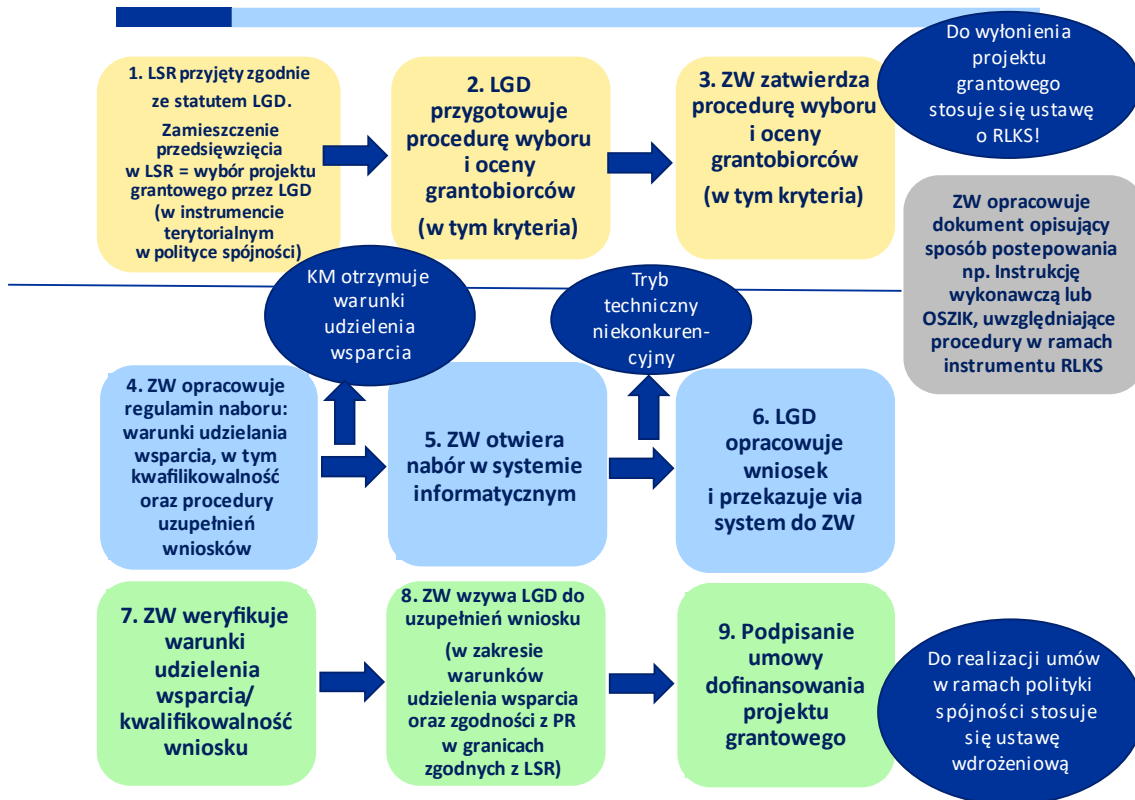 1. LSR przyjęty zgodnie
ze statutem LGD.
Zamieszczenie
przedsięwzięcia
w LSR = wybór projektu
grantowego przez LGD
(w instrumencie
terytorialnym
w polityce spójności)
2. LGD
przygotowuje
procedurę wyboru
i oceny
grantobiorców
(w tym kryteria)
3. ZW zatwierdza
procedurę wyboru
i oceny
grantobiorców
(w tym kryteria)
Do wyłonienia
projektu
grantowego
stosuje się ustawę
o RLKS!
ZW opracowuje
dokument opisujący
sposób postepowania
np. Instrukcję
wykonawczą lub
OSZIK, uwzględniające
procedury w ramach
instrumentu RLKS
KM otrzymuje
warunki
udzielenia
wsparcia
Tryb
techniczny
niekonkuren-
cyjny
4. ZW opracowuje
regulamin naboru:
warunki udzielania
wsparcia, w tym
kwafilikowalność
oraz procedury
uzupełnień
wniosków
5. ZW otwiera
nabór w systemie
informatycznym
6. LGD
opracowuje
wniosek
i przekazuje via
system do ZW
7. ZW weryfikuje
warunki
udzielenia
wsparcia/
kwalifikowalność
wniosku
8. ZW wzywa LGD do
uzupełnień wniosku
(w zakresie
warunków
udzielenia wsparcia
oraz zgodności z PR
w granicach
zgodnych z LSR)
9. Podpisanie
umowy
dofinansowania
projektu
grantowego
Do realizacji umów
w ramach polityki
spójności stosuje
się ustawę
wdrożeniową